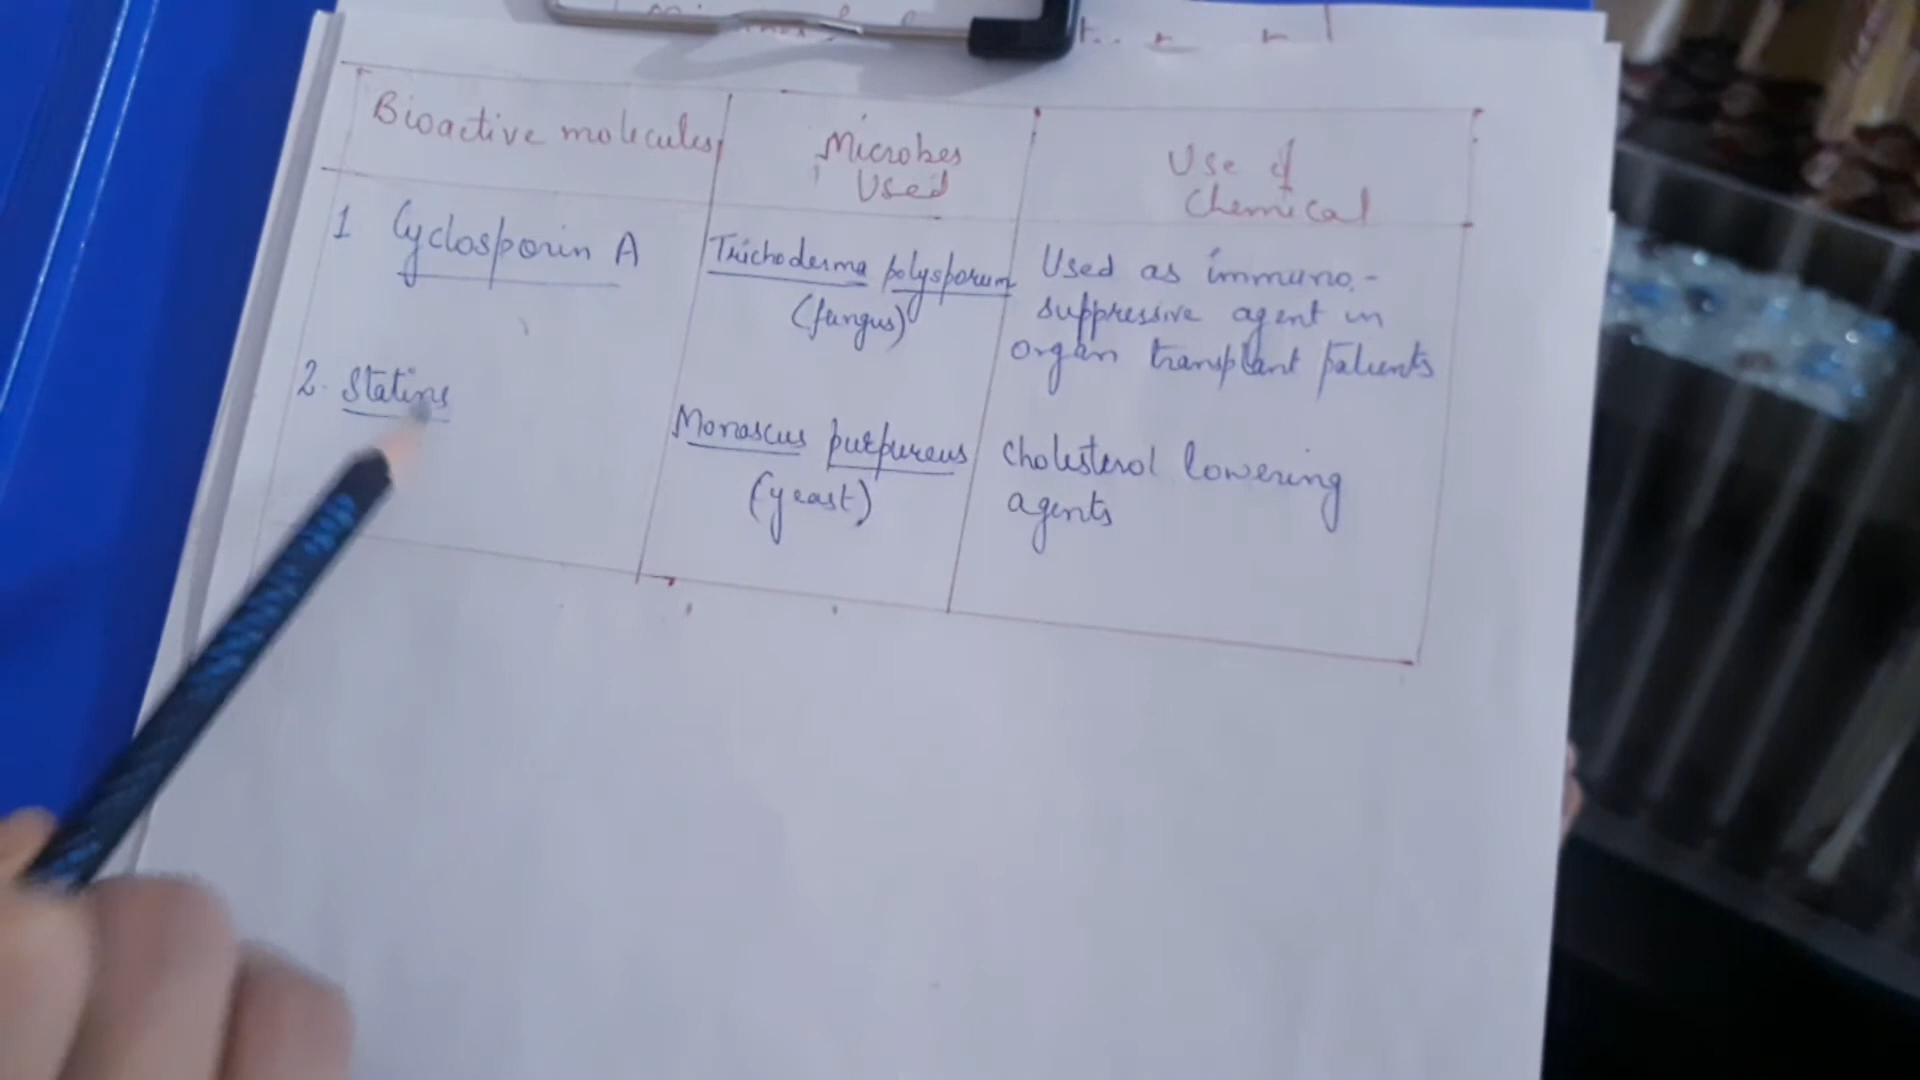 Bioactive molecules
Microbes
Used
Use of
Chemical
1 Cyclosporin A
Trichoderma polysporum
(fungus)
Used as immuno-
suppressive agent in
organ transplant patients
2. Statins
Monascus purpureus
(yeast)
Cholesterol lowering
agents